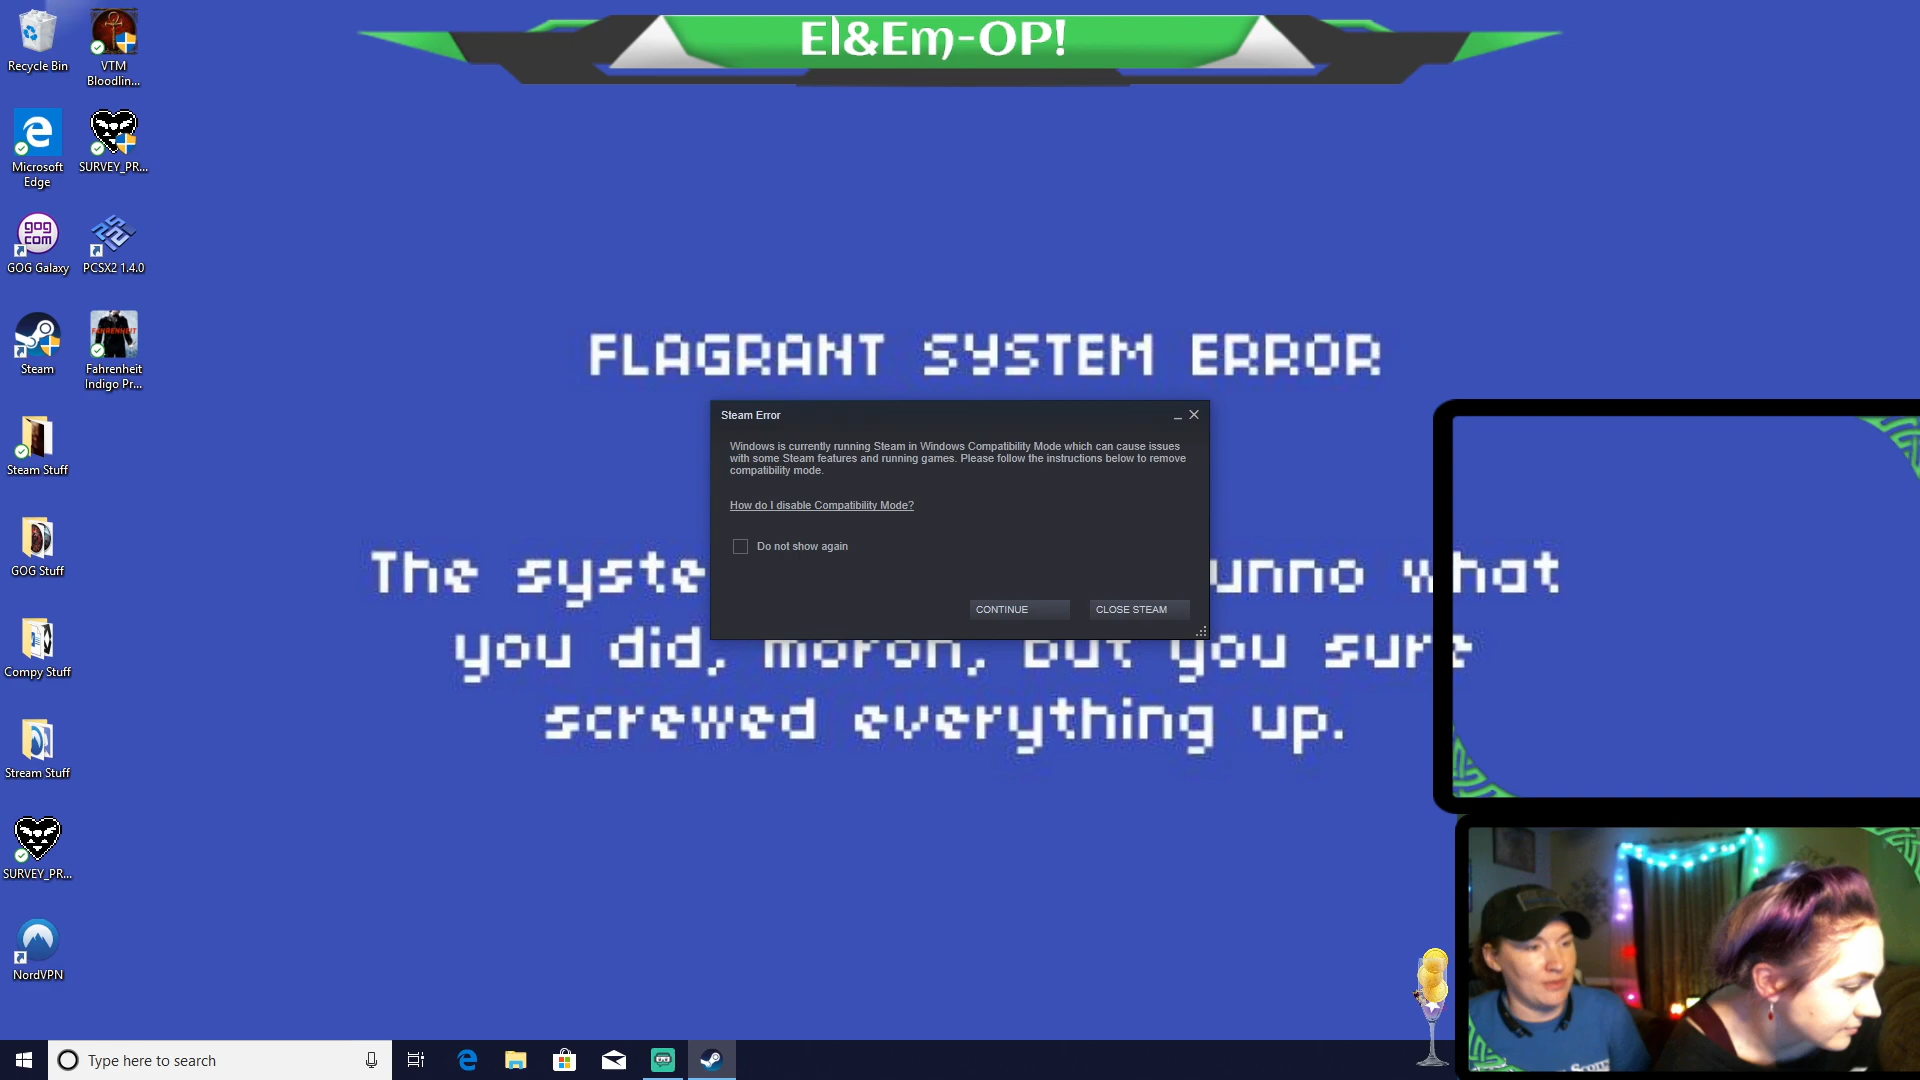 El&Em-OP!
Recycle Bin
VTM
Bloodlin...
Microsoft
Edge
SURVEY_PR...
GOG Galaxy
PCSX2 1.4.0
Steam
Fahrenheit
Indigo Pr...
Steam Stuff
GOG Stuff
Compy Stuff
Stream Stuff
SURVEY_PR...
NordVPN
gog
com
FAHRENHEIT
FLAGRANT SYSTEM ERROR
Steam Error
Windows is currently running Steam in Windows Compatibility Mode which can cause issues
with some Steam features and running games. Please follow the instructions below to remove
compatibility mode.
How do I disable Compatibility Mode?
Do not show again
CONTINUE
CLOSE STEAM
The syste unno what
you did, moron, but you sure
screwed everything up.
Type here to search